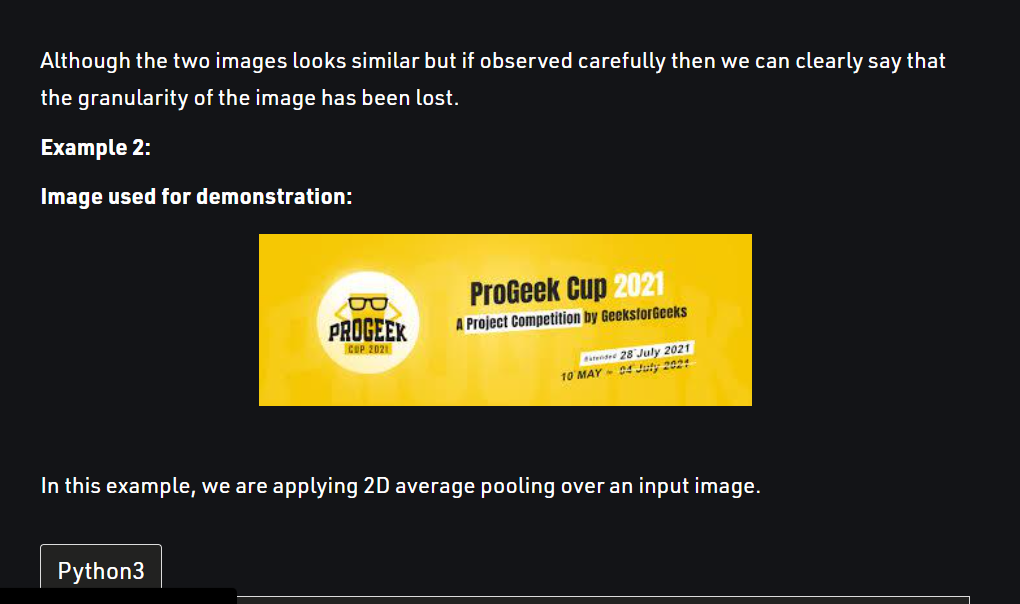 Although the two images looks similar but if observed carefully then we can clearly say that
the granularity of the image has been lost.
Example 2:
Image used for demonstration:
ProGeek Cup 2021
A Project Competition by GeeksforGeeks
PROGEEK
CUP 2021
Extended 28 July 2021
10 MAY - 04 July 2021
In this example, we are applying 2D average pooling over an input image.
Python3